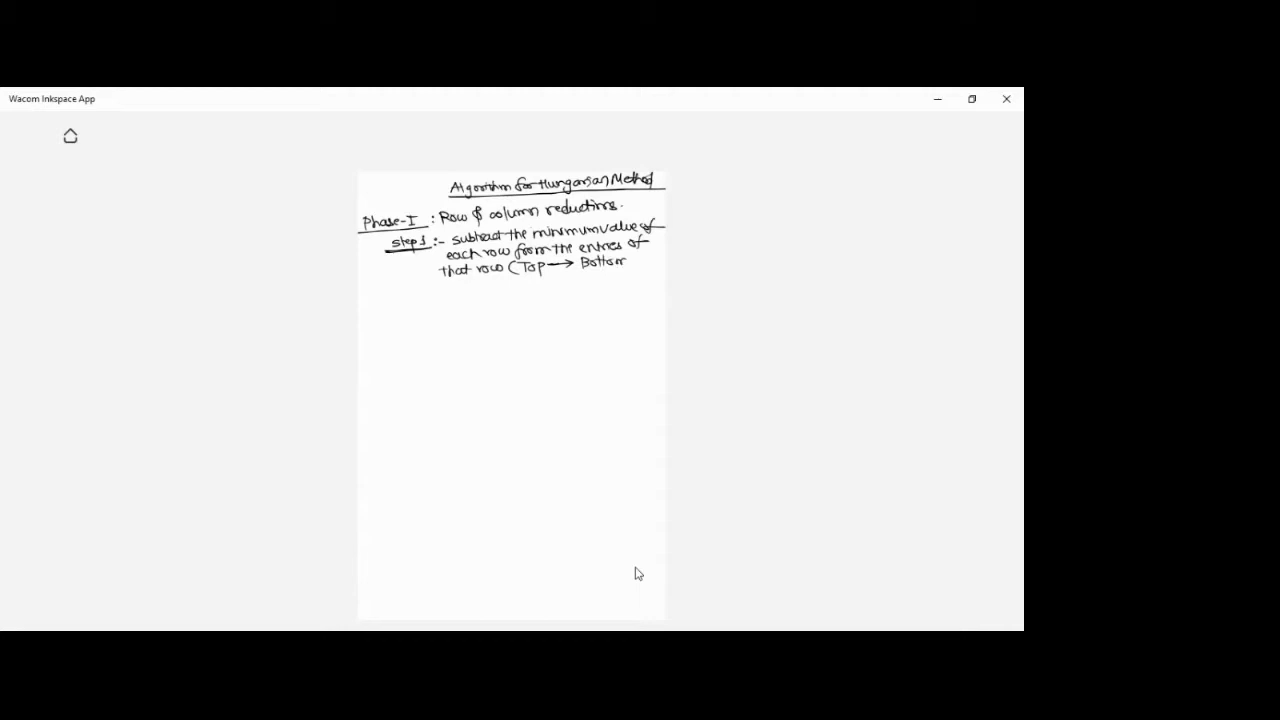 Wacom Inkspace App
Algorithm for Hungarian Method
Phase-I : Row & column reductions.
Step 1 :- Subtract the minimum value of
each row from the entries of
that row (Top → Bottom